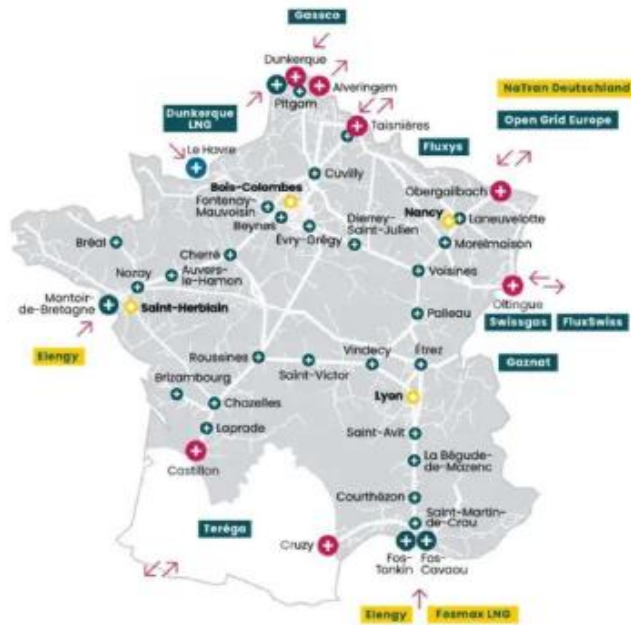 Gassco
Dunkerque
Pitgam
Alveringem
NaTran Deutschland
Dunkerque
LNG
Taisnières
Open Grid Europe
Le Havre
Fluxys
Cuvilly
Obergailbach
Bois-Colombes
Fontenay-
Mauvoisin
Nancy
Laneuvelotte
Beynes
Évry-Grégy
Dierrey-
Saint-Julien
Morelmaison
Bréal
Cherré
Auvers-
le-Hamon
Voisines
Nozay
Oltingue
Montoir-
de-Bretagne
Saint-Herblain
Palleau
Swissgas
FluxSwiss
Elengy
Roussines
Vindecy
Étrez
Gaznat
Saint-Victor
Brizambourg
Chazelles
Lyon
Laprade
Saint-Avit
Castillon
La Bégude-
de-Mazenc
Courthézon
Saint-Martin-
de-Crau
Teréga
Cruzy
Fos-
Tonkin
Fos-
Cavaou
Elengy
Fosmax LNG